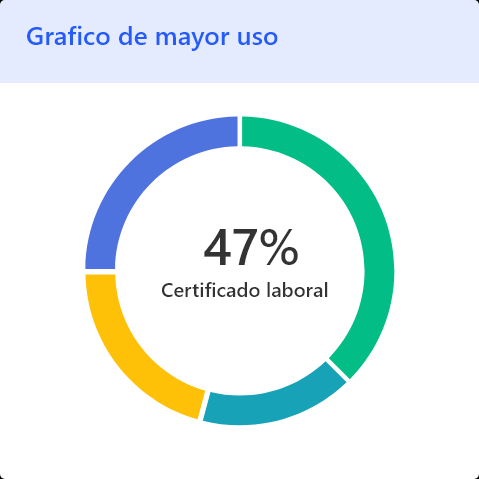 Grafico de mayor uso
47%
Certificado laboral